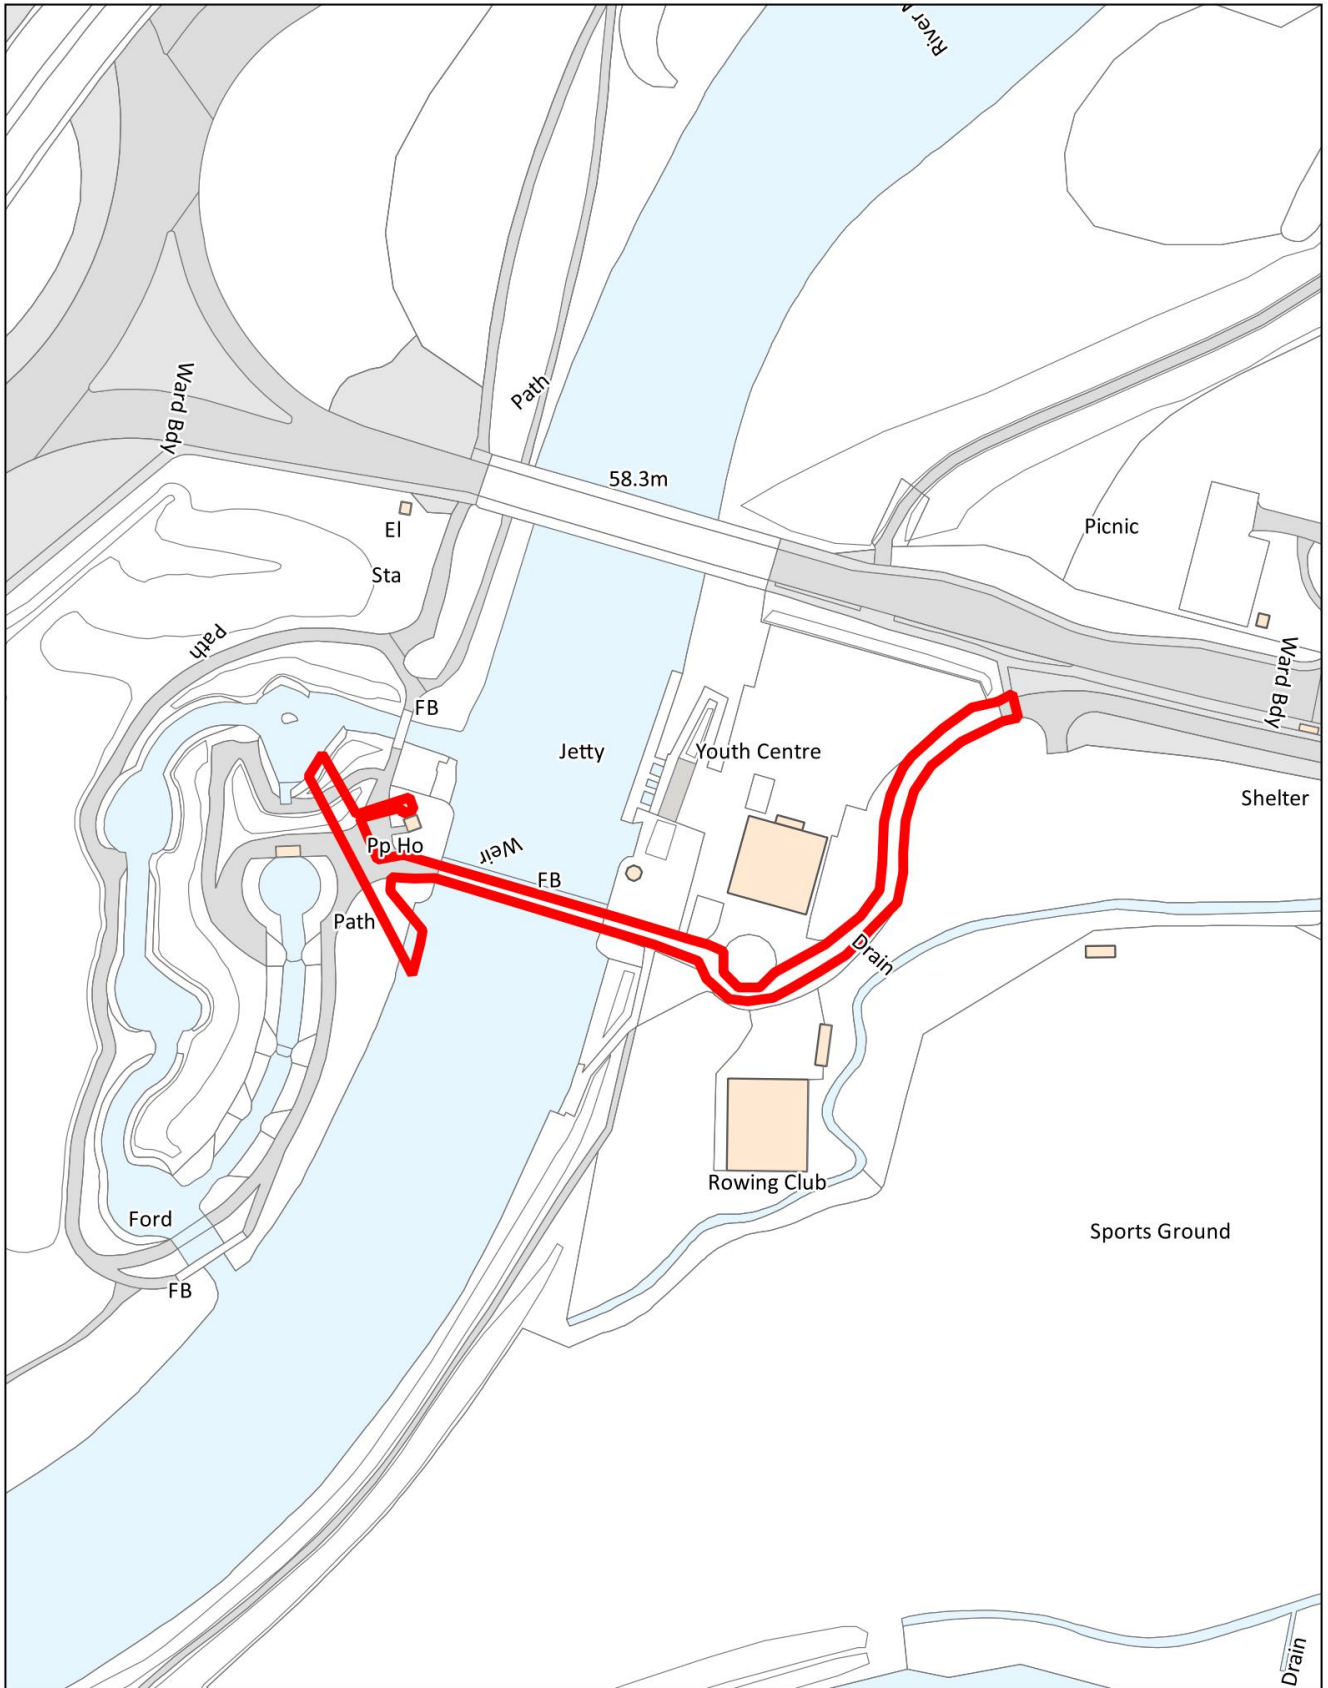 River
Path
Ward Bdy
58.3m
El
Sta
Picnic
Path
Ward Bdy
FB
Jetty
Youth Centre
Shelter
Pp Ho
Weir
FB
Path
Drain
Rowing Club
Ford
Sports Ground
FB
Drain